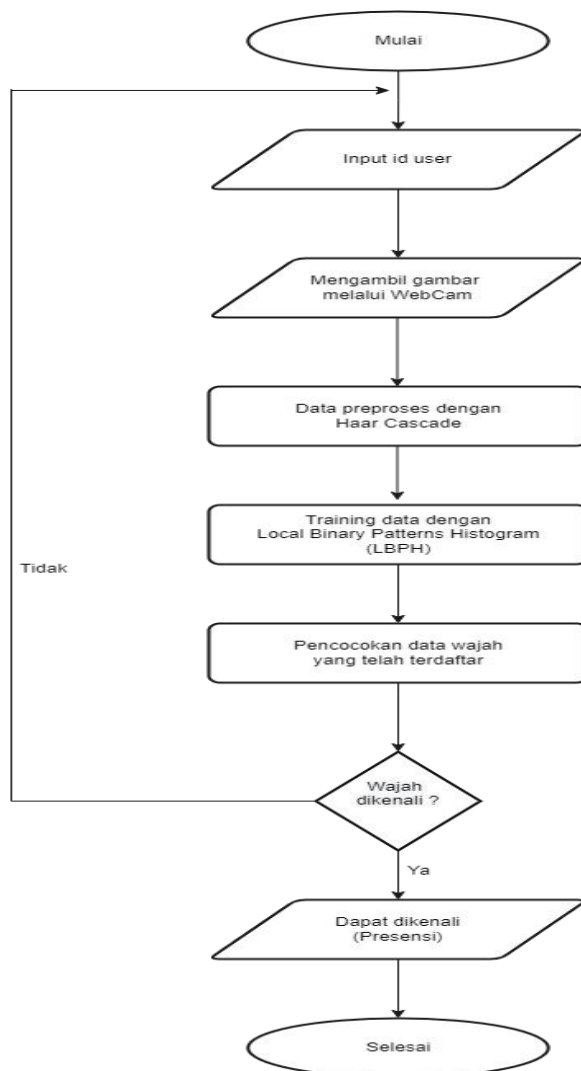 Mulai
Input id user
Mengambil gambar
melalui WebCam
Data preproses dengan
Haar Cascade
Training data dengan
Local Binary Patterns Histogram
(LBPH)
Tidak
Pencocokan data wajah
yang telah terdaftar
Wajah
dikenali ?
Ya
Dapat dikenali
(Presensi)
Selesai